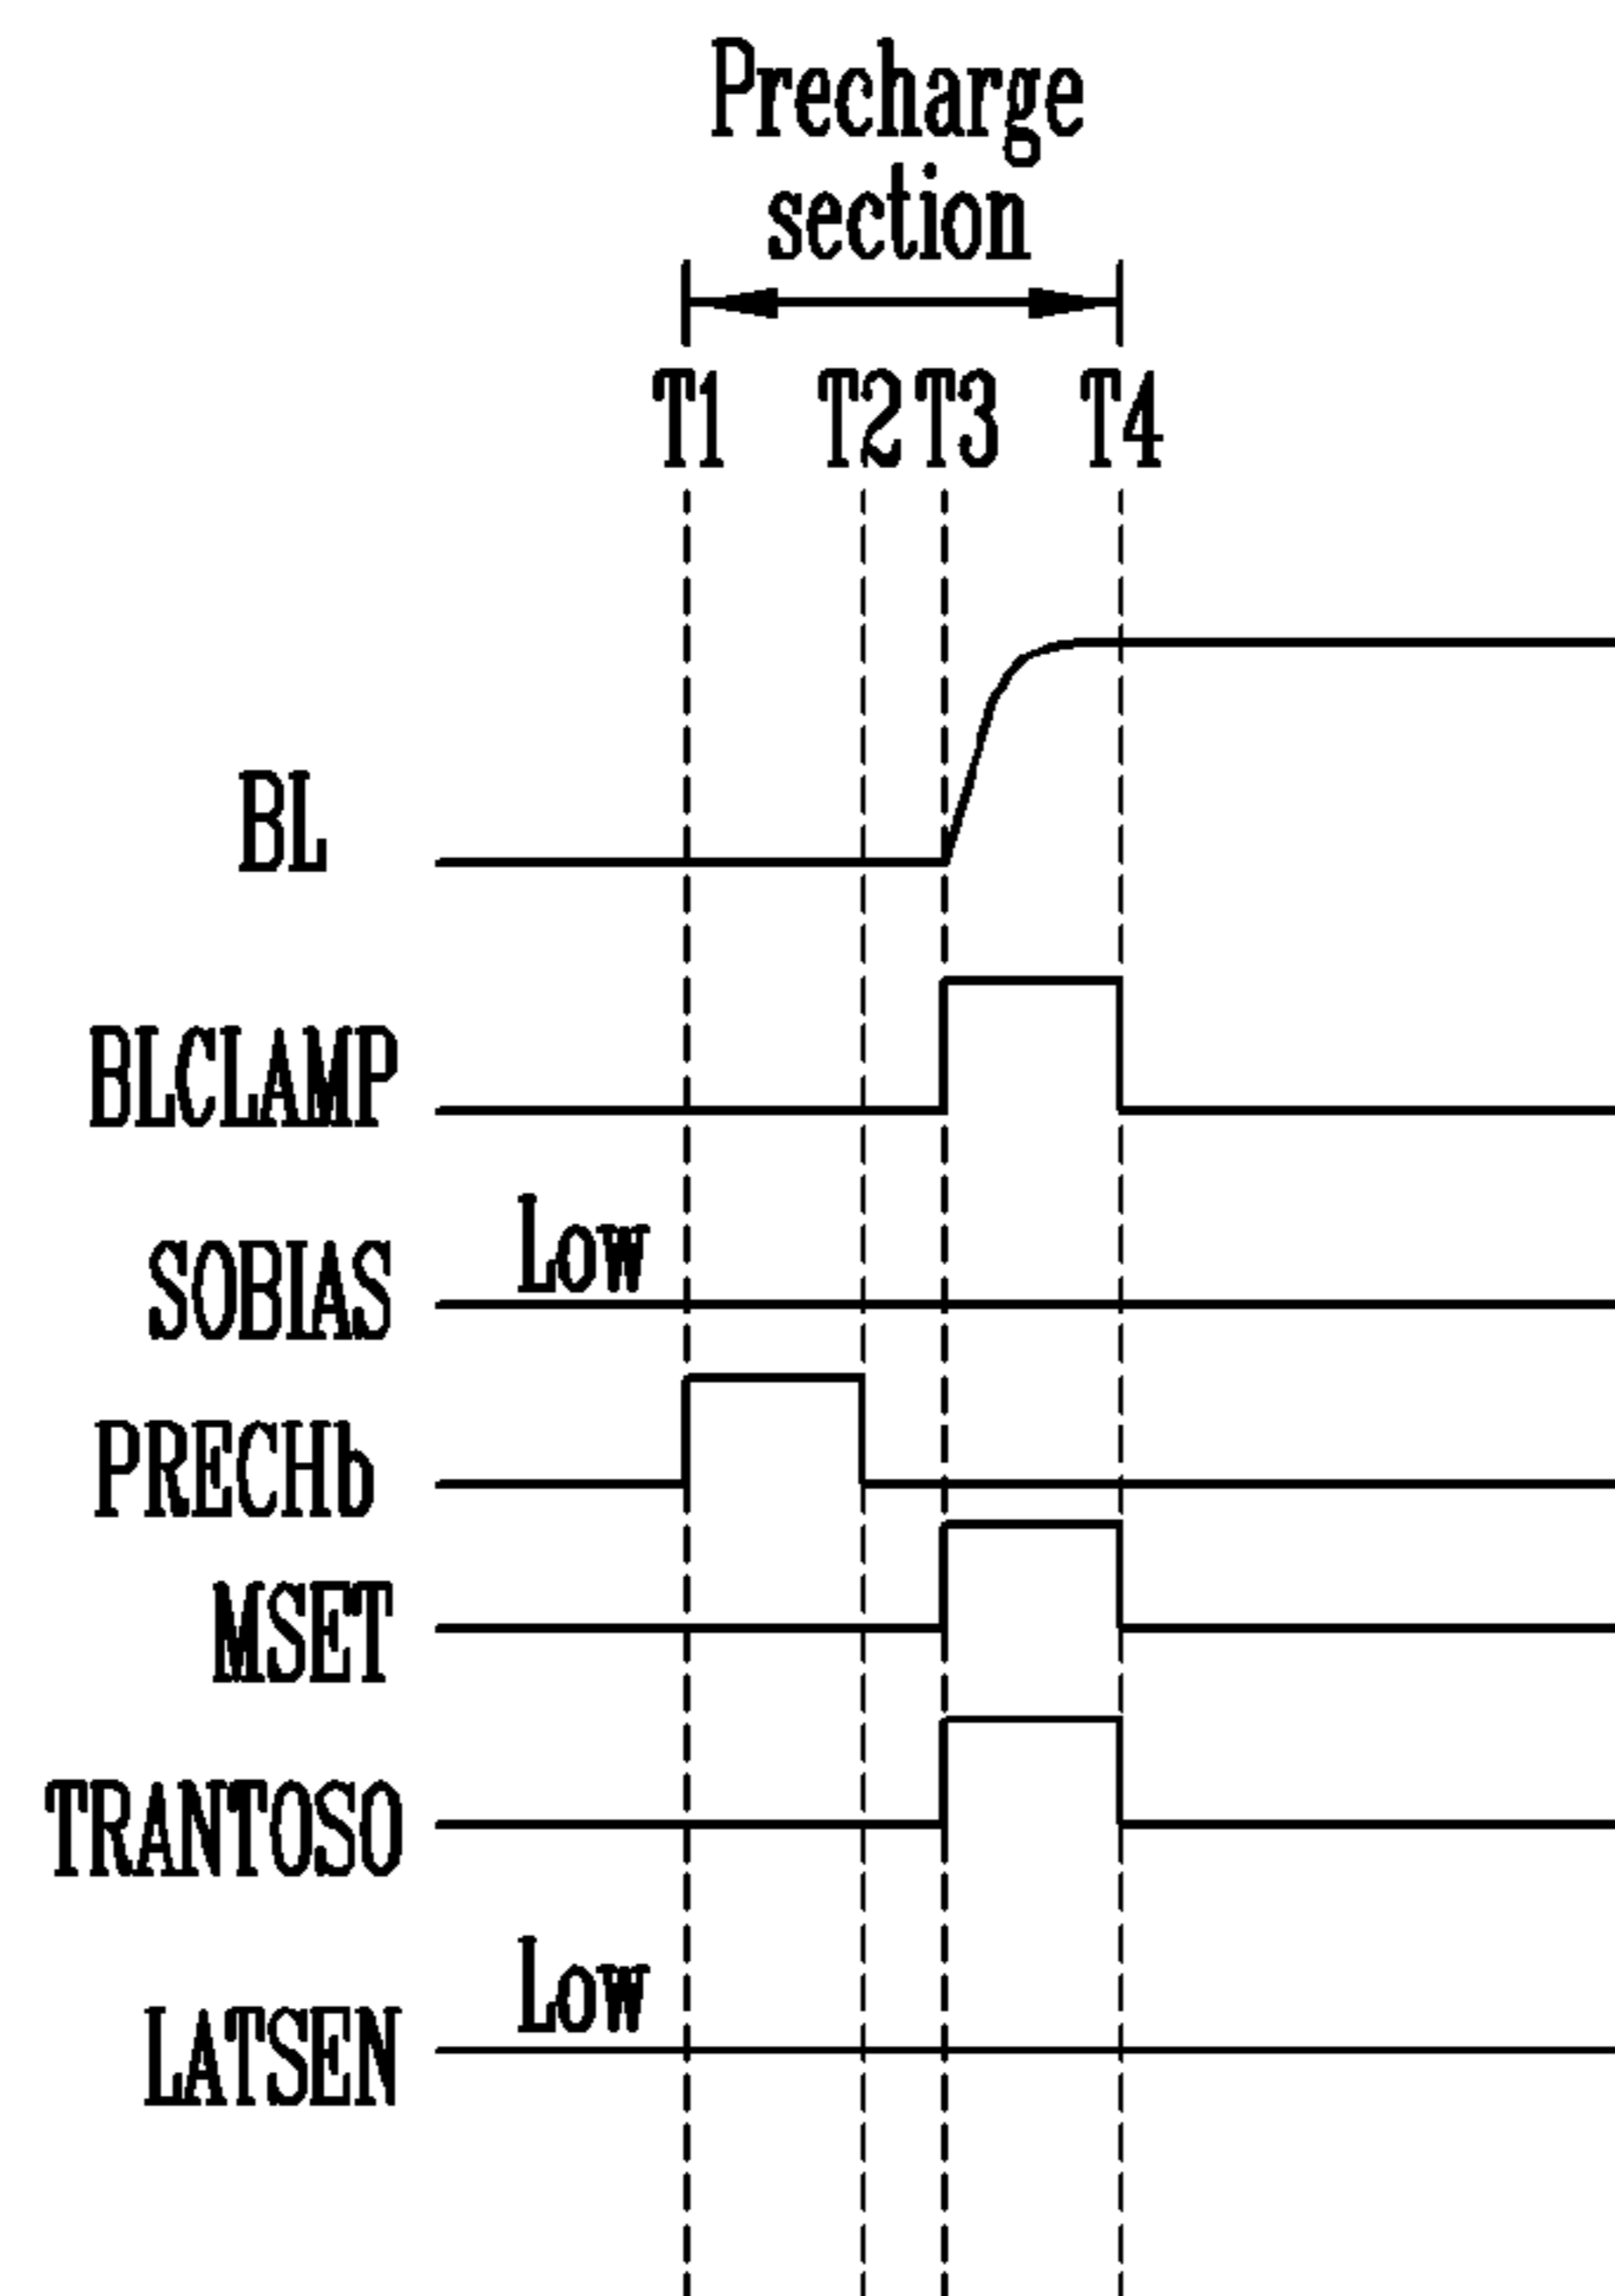 Precharge
section
T1 T2 T3 T4
BL
BLCLAMP
Low
SOBIAS
PRECHb
MSET
TRANTOSO
Low
LATSEN